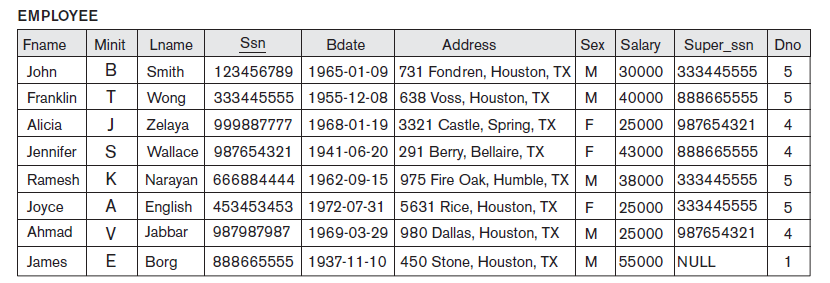 EMPLOYEE
Fname Minit Lname Ssn Bdate Address Sex Salary Super_ssn Dno
John B Smith 123456789 1965-01-09 731 Fondren, Houston, TX M 30000 333445555 5
Franklin T Wong 333445555 1955-12-08 638 Voss, Houston, TX M 40000 888665555 5
Alicia J Zelaya 999887777 1968-01-19 3321 Castle, Spring, TX F 25000 987654321 4
Jennifer S Wallace 987654321 1941-06-20 291 Berry, Bellaire, TX F 43000 888665555 4
Ramesh K Narayan 666884444 1962-09-15 975 Fire Oak, Humble, TX M 38000 333445555 5
Joyce A English 453453453 1972-07-31 5631 Rice, Houston, TX F 25000 333445555 5
Ahmad V Jabbar 987987987 1969-03-29 980 Dallas, Houston, TX M 25000 987654321 4
James E Borg 888665555 1937-11-10 450 Stone, Houston, TX M 55000 NULL 1